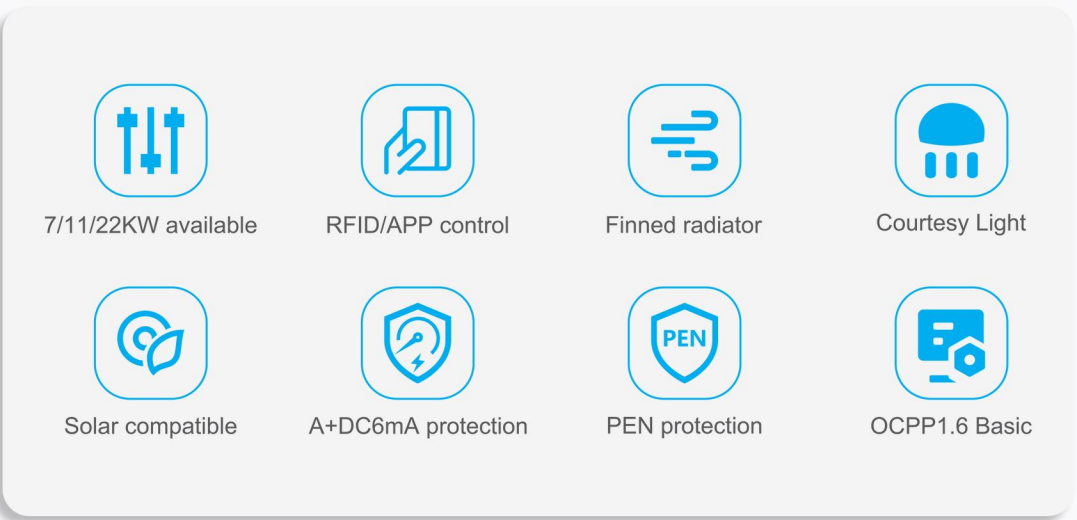 7/11/22KW available
RFID/APP control
Finned radiator
Courtesy Light
PEN
Solar compatible
A+DC6mA protection
PEN protection
OCPP1.6 Basic